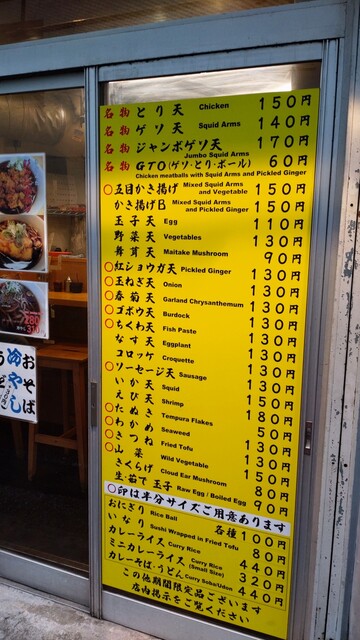 名物 とり天 Chicken 150円
名物 ゲソ天 Squid Arms 140円
名物 ジャンボゲソ天 Jumbo Squid Arms 170円
名物 GTO(ゲソ・とり・ボール) 60円
Chicken meatballs with Squid Arms and Pickled Ginger
○五目かき揚げ Mixed Squid Arms and Vegetable 150円
かき揚げB Mixed Squid Arms and Pickled Ginger 150円
玉子天 Egg 110円
野菜天 Vegetables 130円
舞茸天 Maitake Mushroom 90円
○紅ショウガ天 Pickled Ginger 130円
○玉ねぎ天 Onion 130円
○春菊天 Garland Chrysanthemum 130円
○ゴボウ天 Burdock 130円
○ちくわ天 Fish Paste 130円
なす天 Eggplant 130円
コロッケ Croquette 130円
○ソーセージ天 Sausage 130円
いか天 Squid 130円
えび天 Shrimp 150円
○たぬき Tempura Flakes 180円
○わかめ Seaweed 50円
○きつね Fried Tofu 130円
○山菜 Wild Vegetable 130円
きくらげ Cloud Ear Mushroom 150円
生・茹で玉子 Raw Egg / Boiled Egg 80円
90円
○印は半分サイズご用意あります
おにぎり Rice Ball 各種100円
いなり Sushi Wrapped in Fried Tofu 80円
カレーライス Curry Rice 440円
ミニカレーライス Curry Rice (Small Size) 320円
カレーそば・うどん Curry Soba/Udon 440円
この他期間限定品ございます
店内掲示をご覧ください
280
310
おそば
冷やし